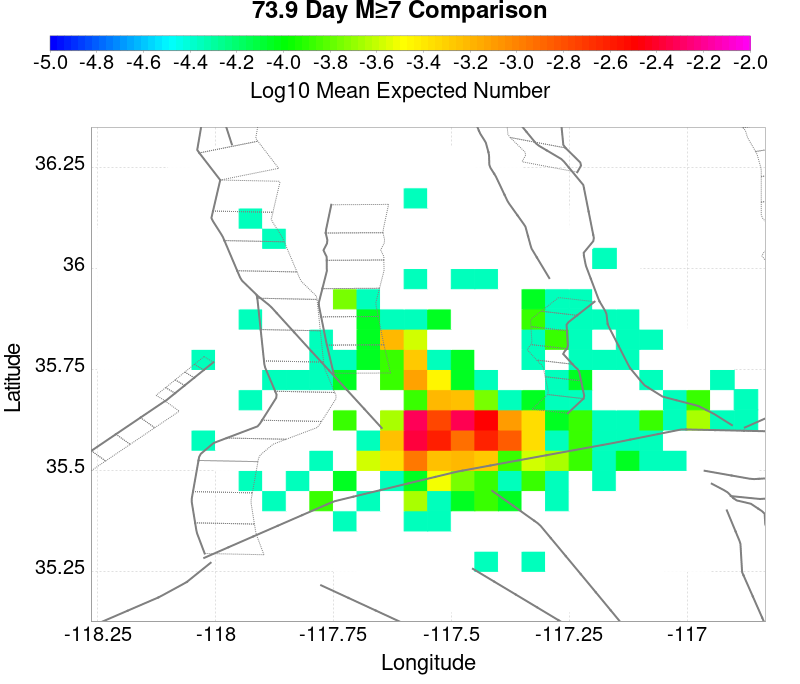 73.9 Day M≥7 Comparison
-5.0 -4.8 -4.6 -4.4 -4.2 -4.0 -3.8 -3.6 -3.4 -3.2 -3.0 -2.8 -2.6 -2.4 -2.2 -2.0
Log10 Mean Expected Number
36.25
36
35.75
35.5
35.25
Latitude
-118.25 -118 -117.75 -117.5 -117.25 -117
Longitude